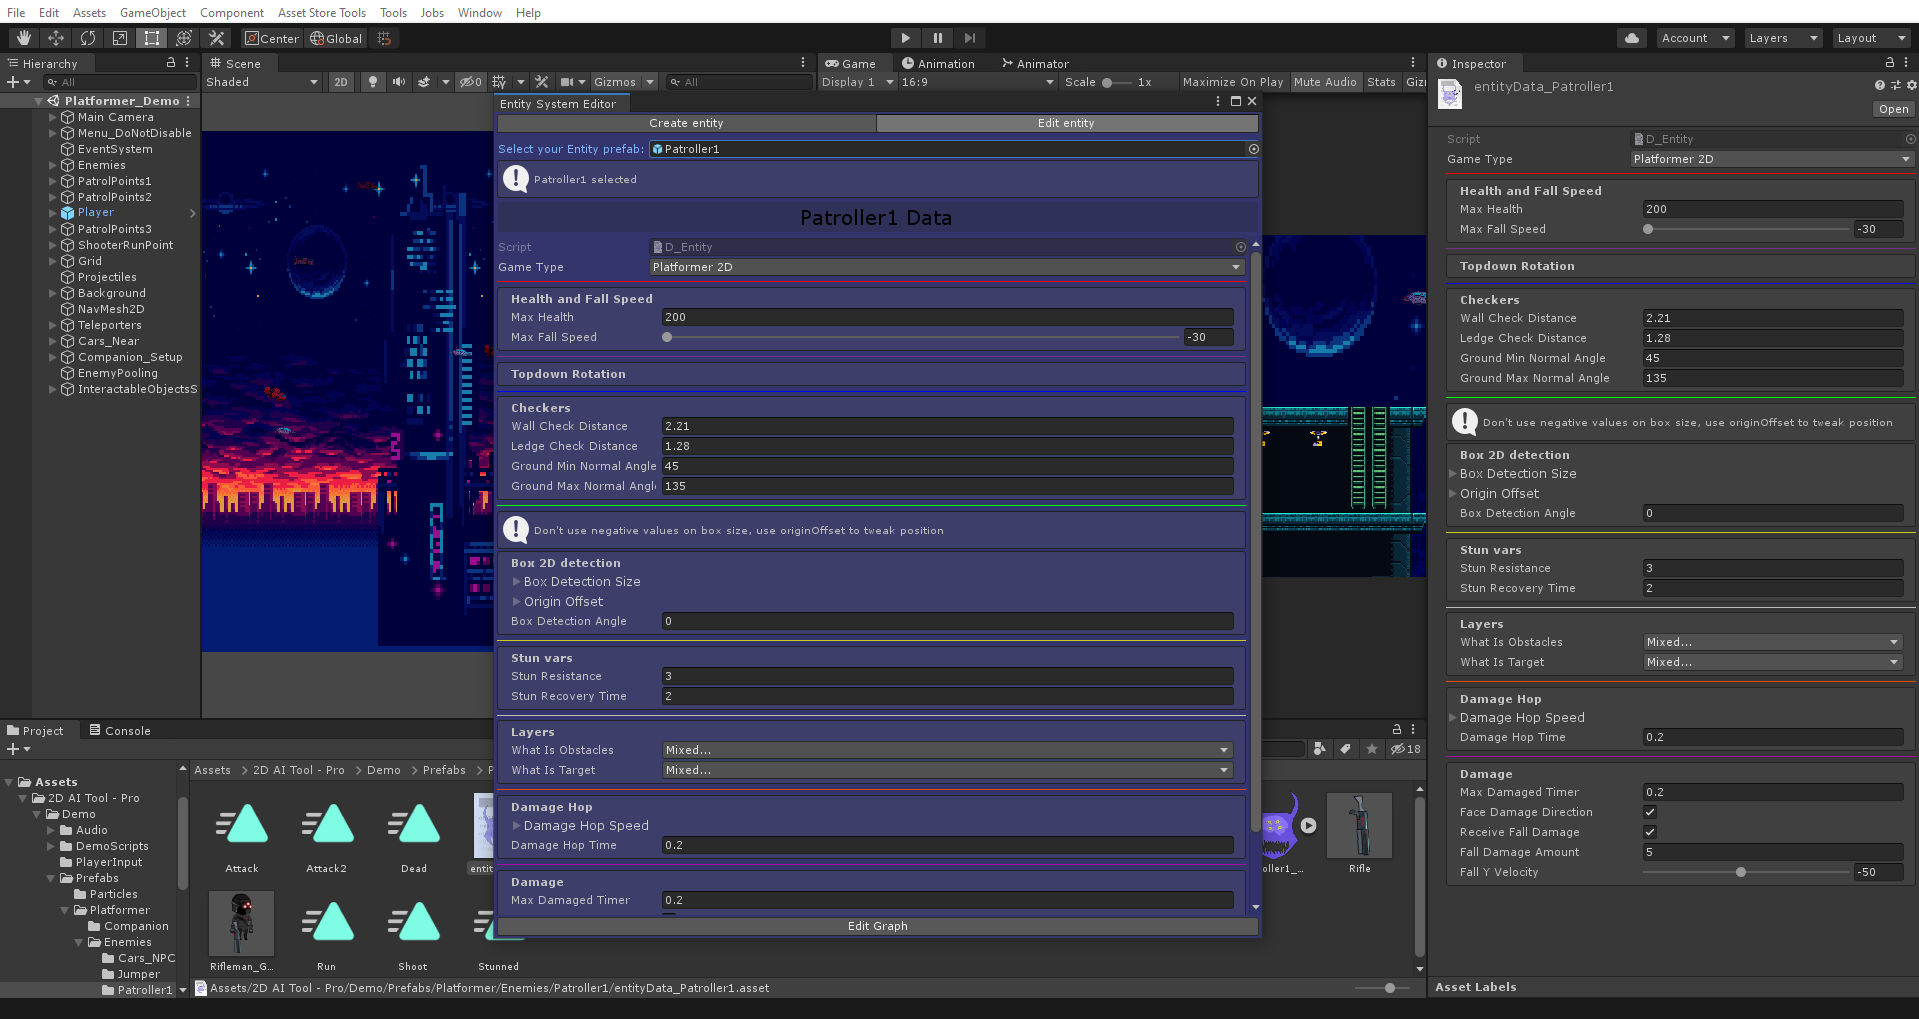 File Edit Assets GameObject Component Asset Store Tools Tools Jobs Window Help
Center Global Account Layers Layout
Hierarchy
All
Platformer_Demo
Main Camera
Menu_DoNotDisable
EventSystem
Enemies
PatrolPoints1
PatrolPoints2
Player
PatrolPoints3
ShooterRunPoint
Grid
Projectiles
Background
NavMesh2D
Teleporters
Cars_Near
Companion_Setup
EnemyPooling
InteractableObjectsS
Scene
Shaded 2D 0 Gizmos All
Game Animation Animator
Display 1 16:9 Scale 1x Maximize On Play Mute Audio Stats Giz
Entity System Editor
Create entity Edit entity
Select your Entity prefab: Patroller1
Patroller1 selected
Patroller1 Data
Script D_Entity
Game Type Platformer 2D
Health and Fall Speed
Max Health 200
Max Fall Speed -30
Topdown Rotation
Checkers
Wall Check Distance 2.21
Ledge Check Distance 1.28
Ground Min Normal Angle 45
Ground Max Normal Angle 135
Don't use negative values on box size, use originOffset to tweak position
Box 2D detection
Box Detection Size
Origin Offset
Box Detection Angle 0
Stun vars
Stun Resistance 3
Stun Recovery Time 2
Layers
What Is Obstacles Mixed...
What Is Target Mixed...
Damage Hop
Damage Hop Speed
Damage Hop Time 0.2
Damage
Max Damaged Timer 0.2
Edit Graph
Inspector
entityData_Patroller1
Open
Script D_Entity
Game Type Platformer 2D
Health and Fall Speed
Max Health 200
Max Fall Speed -30
Topdown Rotation
Checkers
Wall Check Distance 2.21
Ledge Check Distance 1.28
Ground Min Normal Angle 45
Ground Max Normal Angle 135
Don't use negative values on box size, use originOffset to tweak position
Box 2D detection
Box Detection Size
Origin Offset
Box Detection Angle 0
Stun vars
Stun Resistance 3
Stun Recovery Time 2
Layers
What Is Obstacles Mixed...
What Is Target Mixed...
Damage Hop
Damage Hop Speed
Damage Hop Time 0.2
Damage
Max Damaged Timer 0.2
Face Damage Direction
Receive Fall Damage
Fall Damage Amount 5
Fall Y Velocity -50
Asset Labels
Project Console
18
Assets
2D AI Tool - Pro
Demo
Audio
DemoScripts
PlayerInput
Prefabs
Particles
Platformer
Companion
Enemies
Cars_NPC
Jumper
Patroller1
Assets > 2D AI Tool - Pro > Demo > Prefabs > P
Attack Attack2 Dead entit oller1_... Rifle
Rifleman_G... Run Shoot Stunned
Assets/2D AI Tool - Pro/Demo/Prefabs/Platformer/Enemies/Patroller1/entityData_Patroller1.asset